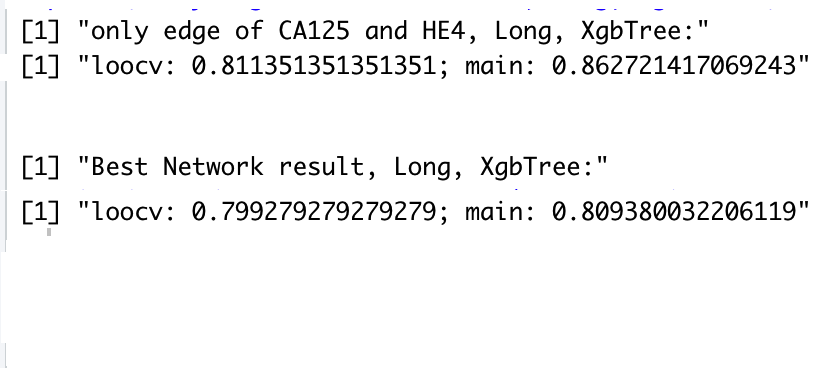 [1] "only edge of CA125 and HE4, Long, XgbTree:"
[1] "loocv: 0.811351351351351; main: 0.862721417069243"
[1] "Best Network result, Long, XgbTree:"
[1] "loocv: 0.799279279279279; main: 0.809380032206119"